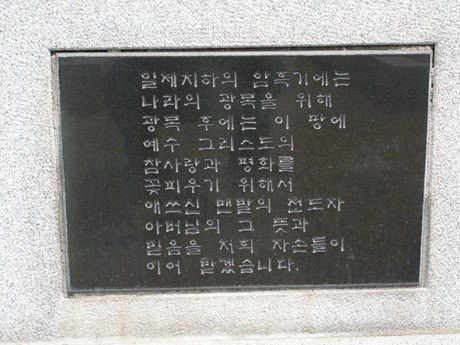 일제치하의 암흑기에는
나라의 광복을 위해
광복 후에는 이 땅에
예수 그리스도의
참사랑과 평화를
꽃피우기 위해서
애쓰신 맨발의 전도자
아버님의 그 뜻과
믿음을 저희 자손들이
이어 받겠습니다.